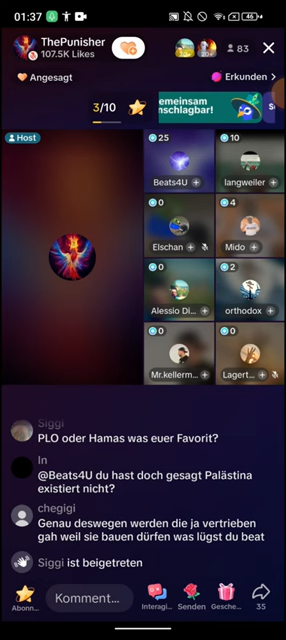 01:37
46
ThePunisher
107.5K Likes
83
Angesagt
Erkunden >
3/10
emeinsam
nschlagbar!
Host
25
Beats4U
10
langweiler
0
Elschan
4
Mido
0
Alessio Di...
2
orthodox
0
Mr.kellerm...
0
Lagert...
Siggi
PLO oder Hamas was euer Favorit?
In
@Beats4U du hast doch gesagt Palästina
existiert nicht?
chegigi
Genau deswegen werden die ja vertrieben
gah weil sie bauen dürfen was lügst du beat
Siggi ist beigetreten
Komment...
Abonn...
Interagi...
Senden
Gesche...
35